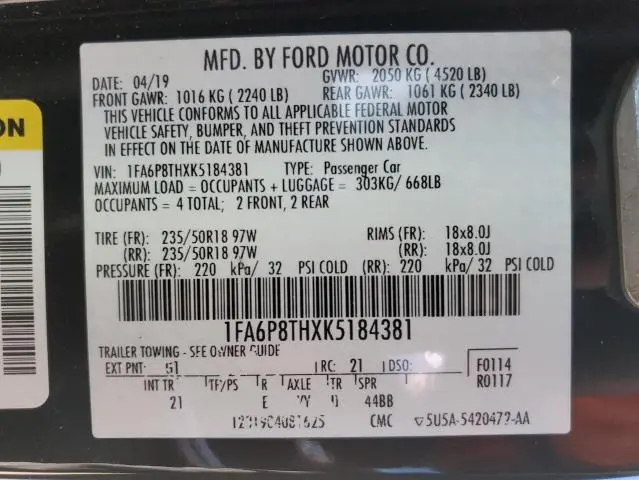 MFD. BY FORD MOTOR CO.
DATE: 04/19 GVWR: 2050 KG ( 4520 LB)
FRONT GAWR: 1016 KG ( 2240 LB) REAR GAWR: 1061 KG ( 2340 LB)
THIS VEHICLE CONFORMS TO ALL APPLICABLE FEDERAL MOTOR
VEHICLE SAFETY, BUMPER, AND THEFT PREVENTION STANDARDS
IN EFFECT ON THE DATE OF MANUFACTURE SHOWN ABOVE.
VIN: 1FA6P8THXK5184381 TYPE: Passenger Car
MAXIMUM LOAD = OCCUPANTS + LUGGAGE = 303KG/ 668LB
OCCUPANTS = 4 TOTAL; 2 FRONT, 2 REAR
TIRE (FR): 235/50R18 97W RIMS (FR): 18x8.0J
(RR): 235/50R18 97W (RR): 18x8.0J
PRESSURE (FR): 220 kPa/ 32 PSI COLD (RR): 220 kPa/ 32 PSI COLD
1FA6P8THXK5184381
TRAILER TOWING - SEE OWNER GUIDE
EXT PNT: RC: 21 DSO: F0114
INT TR TP/PS R AXLE TR SPR R0117
21 E 44BB
CMC